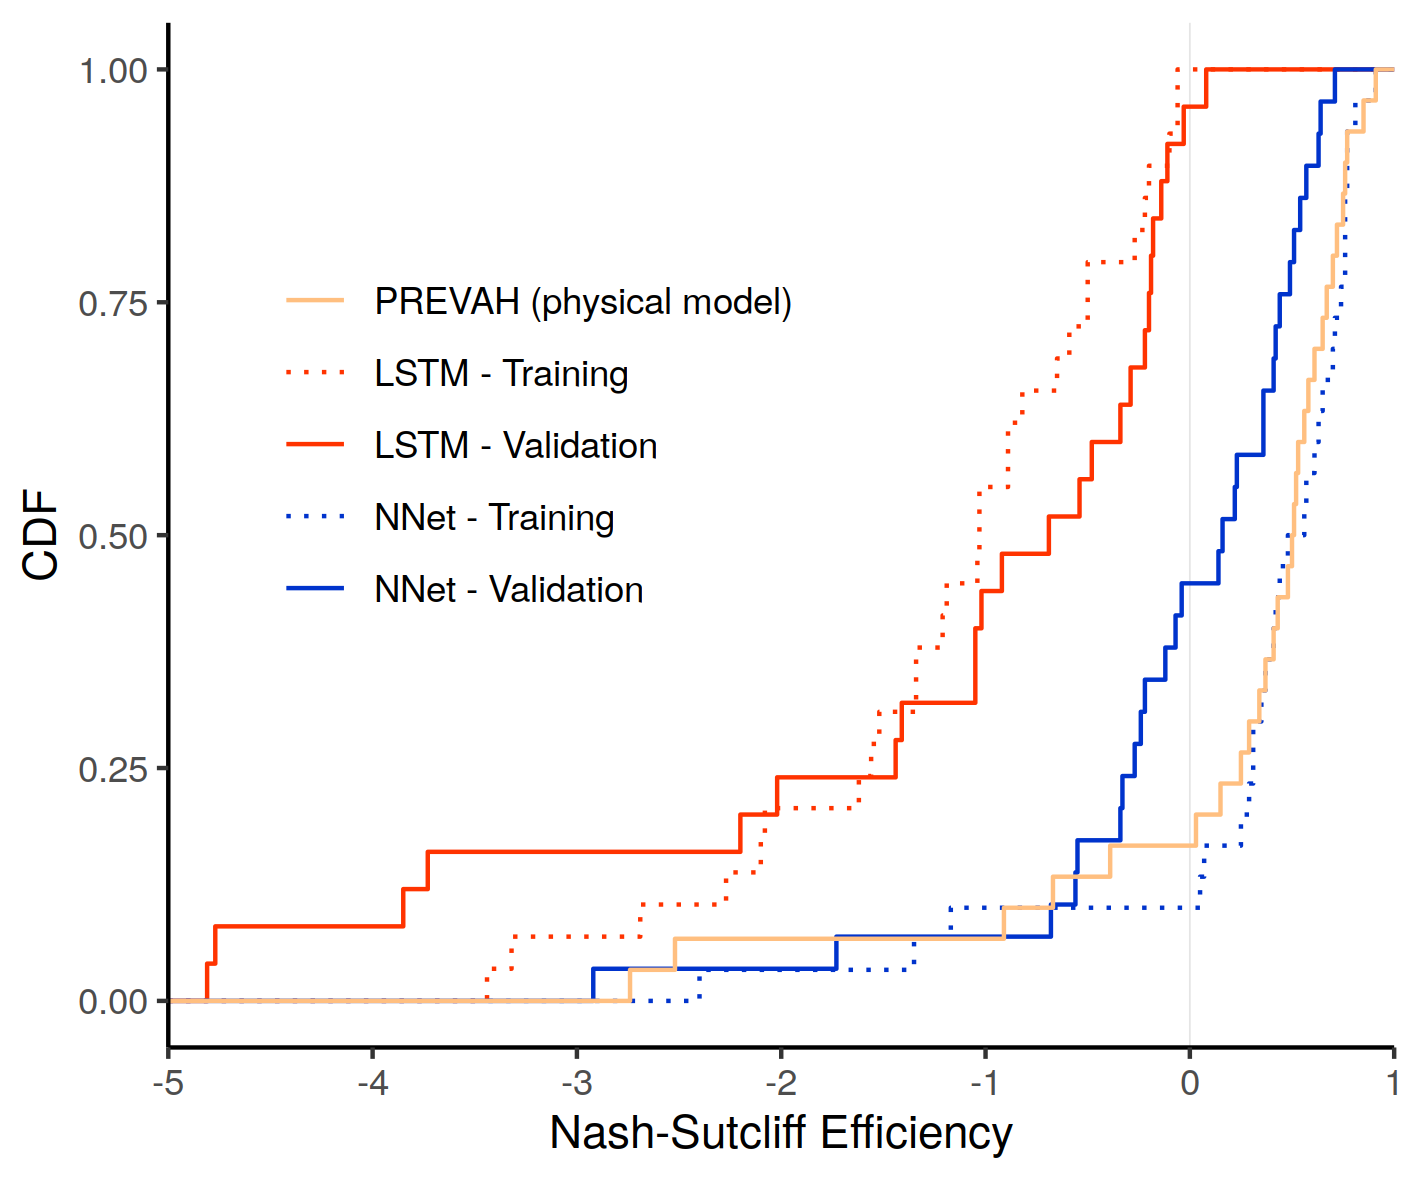 1.00
0.75
0.50
0.25
0.00
CDF
PREVAH (physical model)
LSTM - Training
LSTM - Validation
NNet - Training
NNet - Validation
-5 -4 -3 -2 -1 0 1
Nash-Sutcliff Efficiency